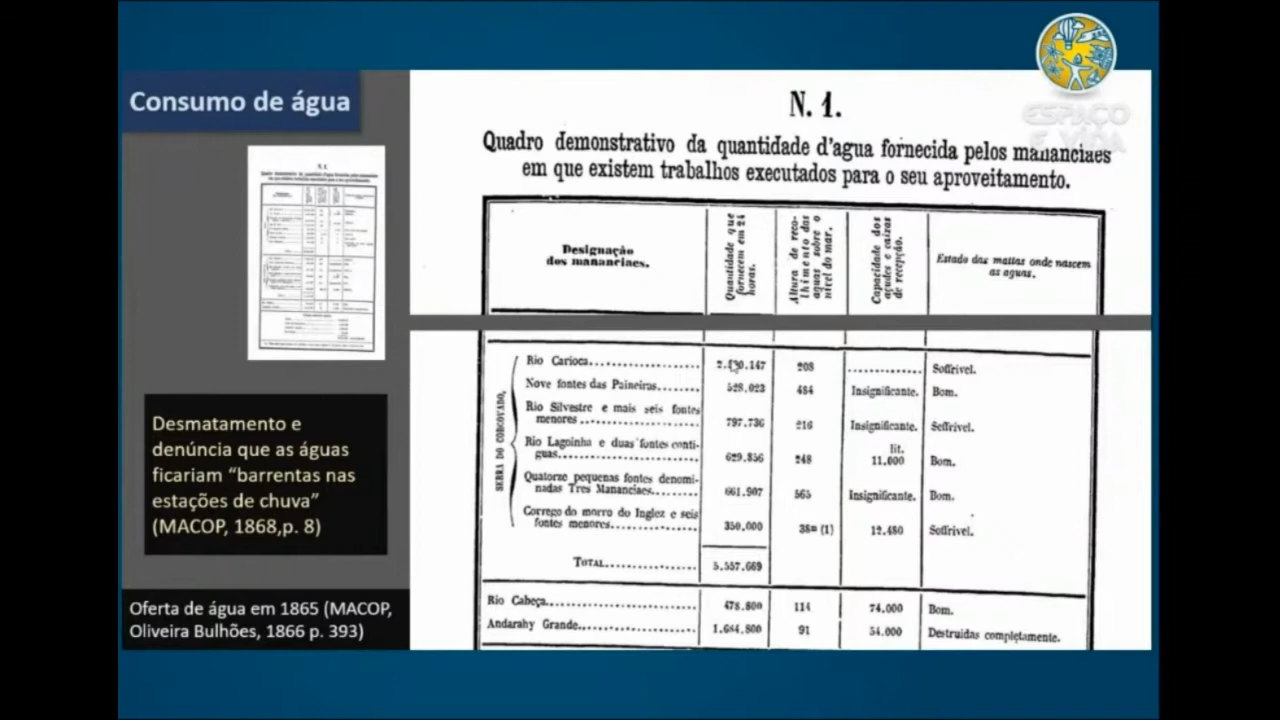 Consumo de água
ESPAÇO
E VIDA
N. 1.
Quadro demonstrativo da quantidade d'agua fornecida pelos mananciaes
em que existem trabalhos executados para o seu aproveitamento.
Designação
dos mananciaes.
Quantidade que
fornecem em 24
horas.
Altura de reco-
lhimento das
aguas sobre o
nivel do mar.
Capacidade dos
açudes e caixas
de recepção.
Estado das mattas onde nascem
as aguas.
SERRA DO CORCOVADO,
Rio Carioca 208 Soffrivel.
Nove fontes das Paineiras 528,023 484 Insignificante. Bom.
Rio Silvestre e mais seis fontes
menores 797,736 216 Insignificante. Soffrivel.
Rio Lagoinha e duas fontes conti-
guas 629,856 248 lit. 11.000 Bom.
Quatorze pequenas fontes denomi-
nadas Tres Mananciaes 661,907 565 Insignificante. Bom.
Corrego do morro do Inglez e seis
fontes menores 350,000 (1) 12.480 Soffrivel.
TOTAL 5.557.669
Rio Cabeça 478.800 114 74.000 Bom.
Andarahy Grande 1.684.800 91 54.000 Destruidas completamente.
Desmatamento e
denúncia que as águas
ficariam “barrentas nas
estações de chuva”
(MACOP, 1868,p. 8)
Oferta de água em 1865 (MACOP,
Oliveira Bulhões, 1866 p. 393)